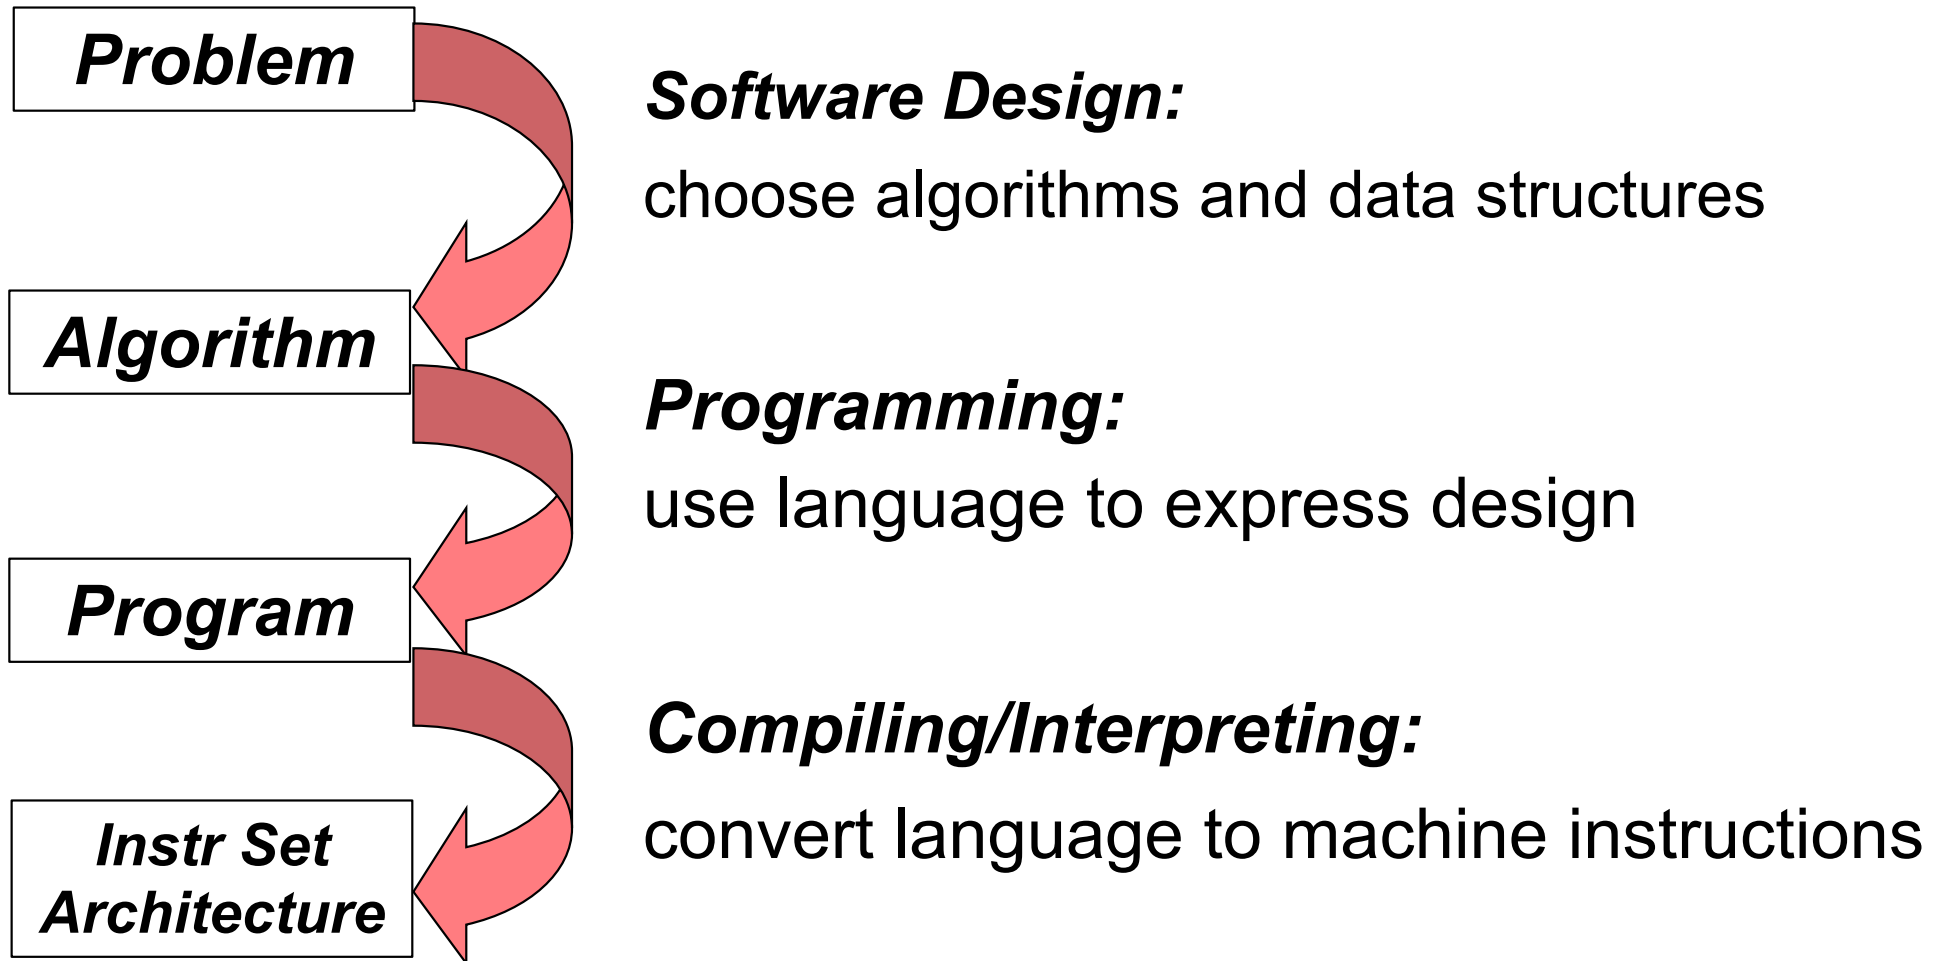 Problem
Software Design:
choose algorithms and data structures
Algorithm
Programming:
use language to express design
Program
Compiling/Interpreting:
convert language to machine instructions
Instr Set
Architecture